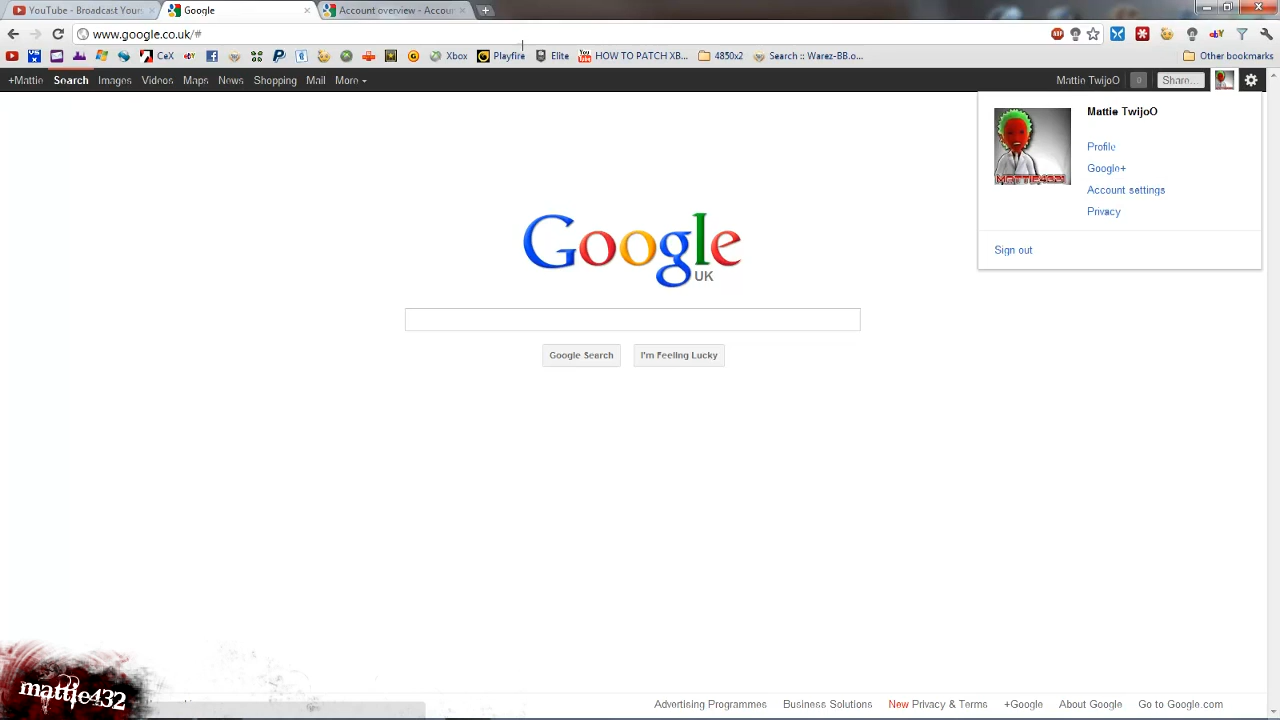 YouTube - Broadcast Yours
Google
Account overview - Accour
www.google.co.uk/#
CeX
Xbox
Playfire
Elite
HOW TO PATCH XB...
4850x2
Search :: Warez-BB.o...
Other bookmarks
+Mattie Search Images Videos Maps News Shopping Mail More
Mattie TwijoO 0 Share...
Mattie TwijoO
Profile
Google+
Account settings
Privacy
Sign out
MATTIE432!
Google
UK
Google Search I'm Feeling Lucky
mattie432
Advertising Programmes Business Solutions New Privacy & Terms +Google About Google Go to Google.com